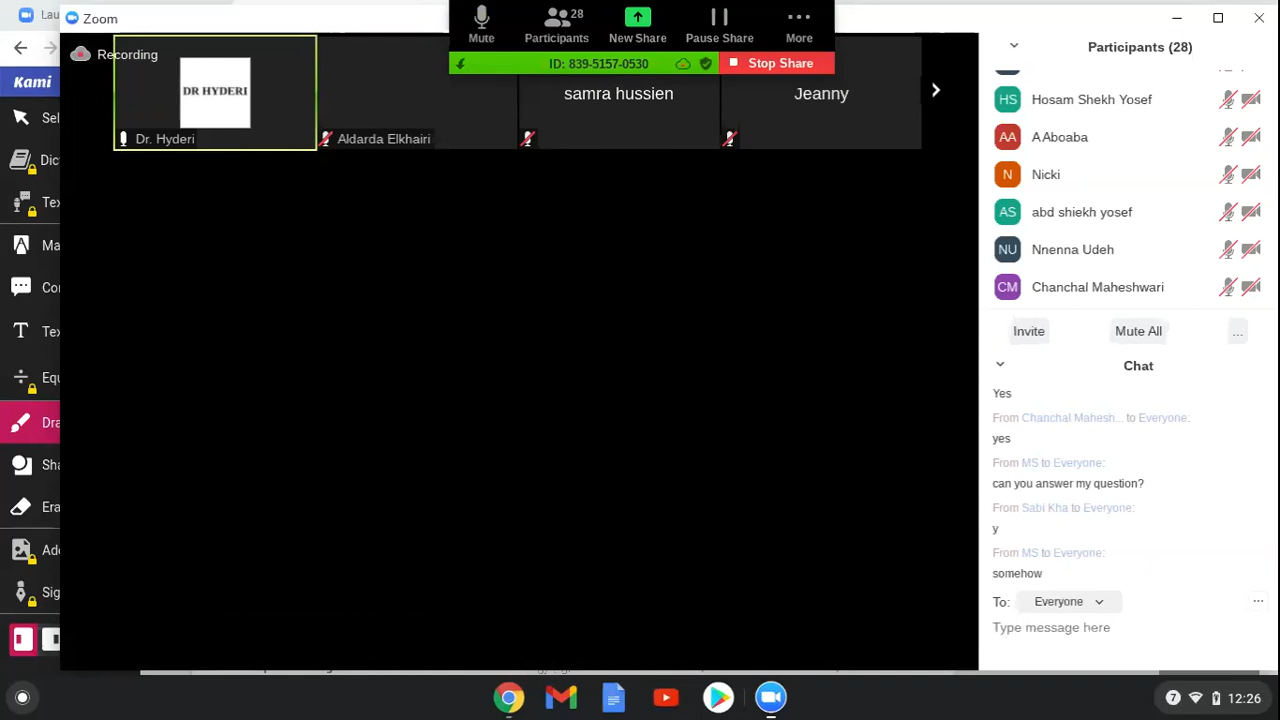 Lau
Zoom
28
Mute
Participants
New Share
Pause Share
More
ID: 839-5157-0530
Stop Share
Recording
DR HYDERI
Dr. Hyderi
Aldarda Elkhairi
samra hussien
Jeanny
Kami
Sel
Dict
Tex
Ma
Co
Tex
Equ
Dra
Sha
Era
Ad
Sig
Participants (28)
HS Hosam Shekh Yosef
AA A Aboaba
N Nicki
AS abd shiekh yosef
NU Nnenna Udeh
CM Chanchal Maheshwari
Invite
Mute All
...
Chat
Yes
From Chanchal Mahesh... to Everyone:
yes
From MS to Everyone:
can you answer my question?
From Sabi Kha to Everyone:
y
From MS to Everyone:
somehow
To: Everyone
Type message here
7
12:26